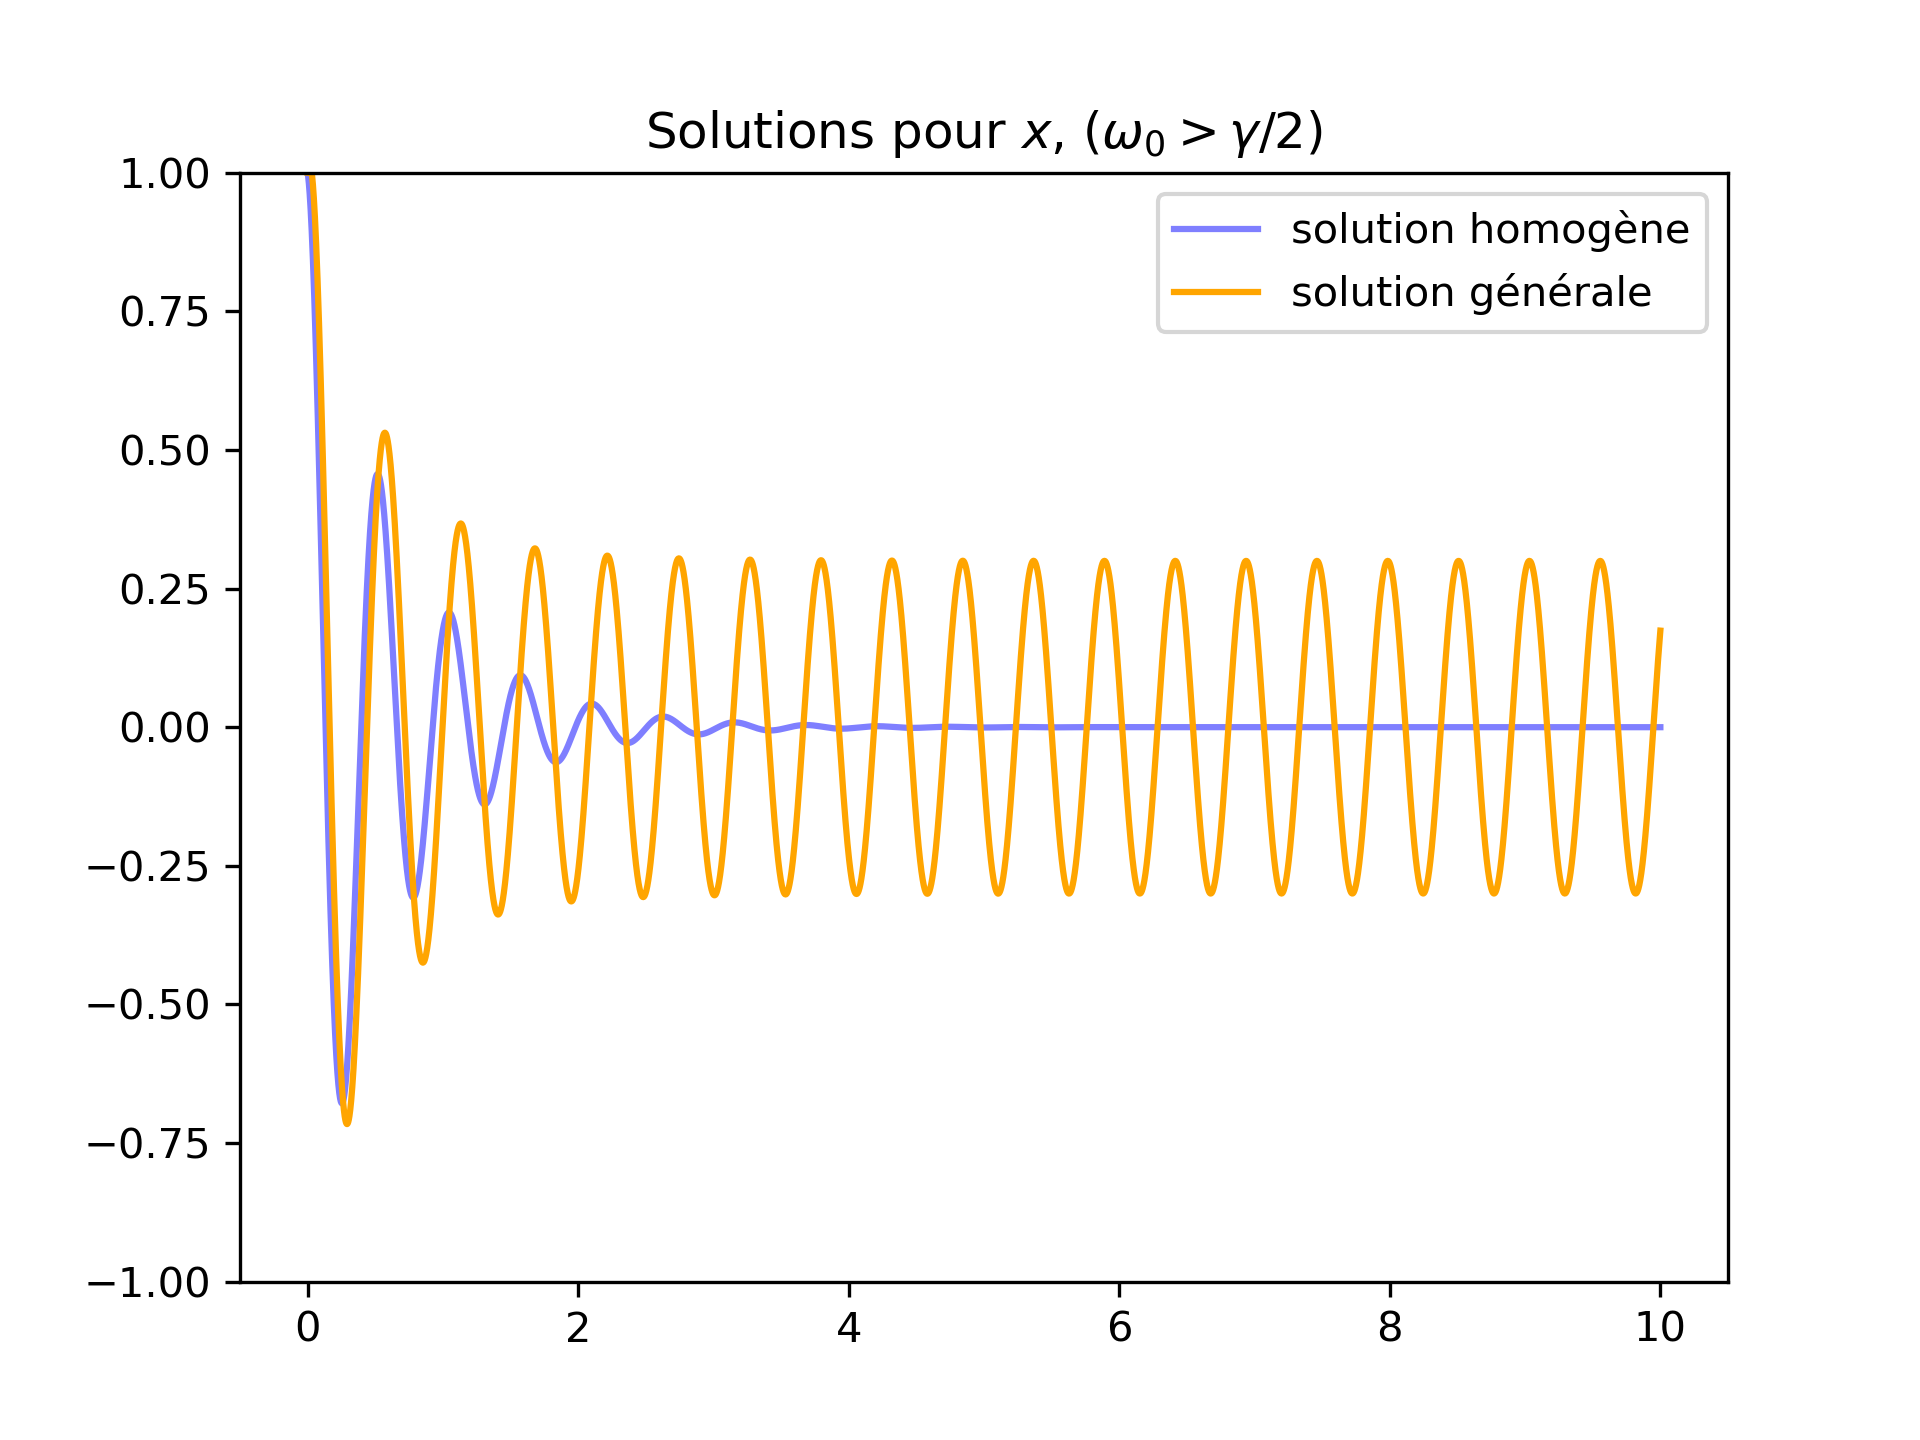 Solutions pour x, (ω₀ > γ/2)
solution homogène
solution générale
1.00
0.75
0.50
0.25
0.00
−0.25
−0.50
−0.75
−1.00
0 2 4 6 8 10